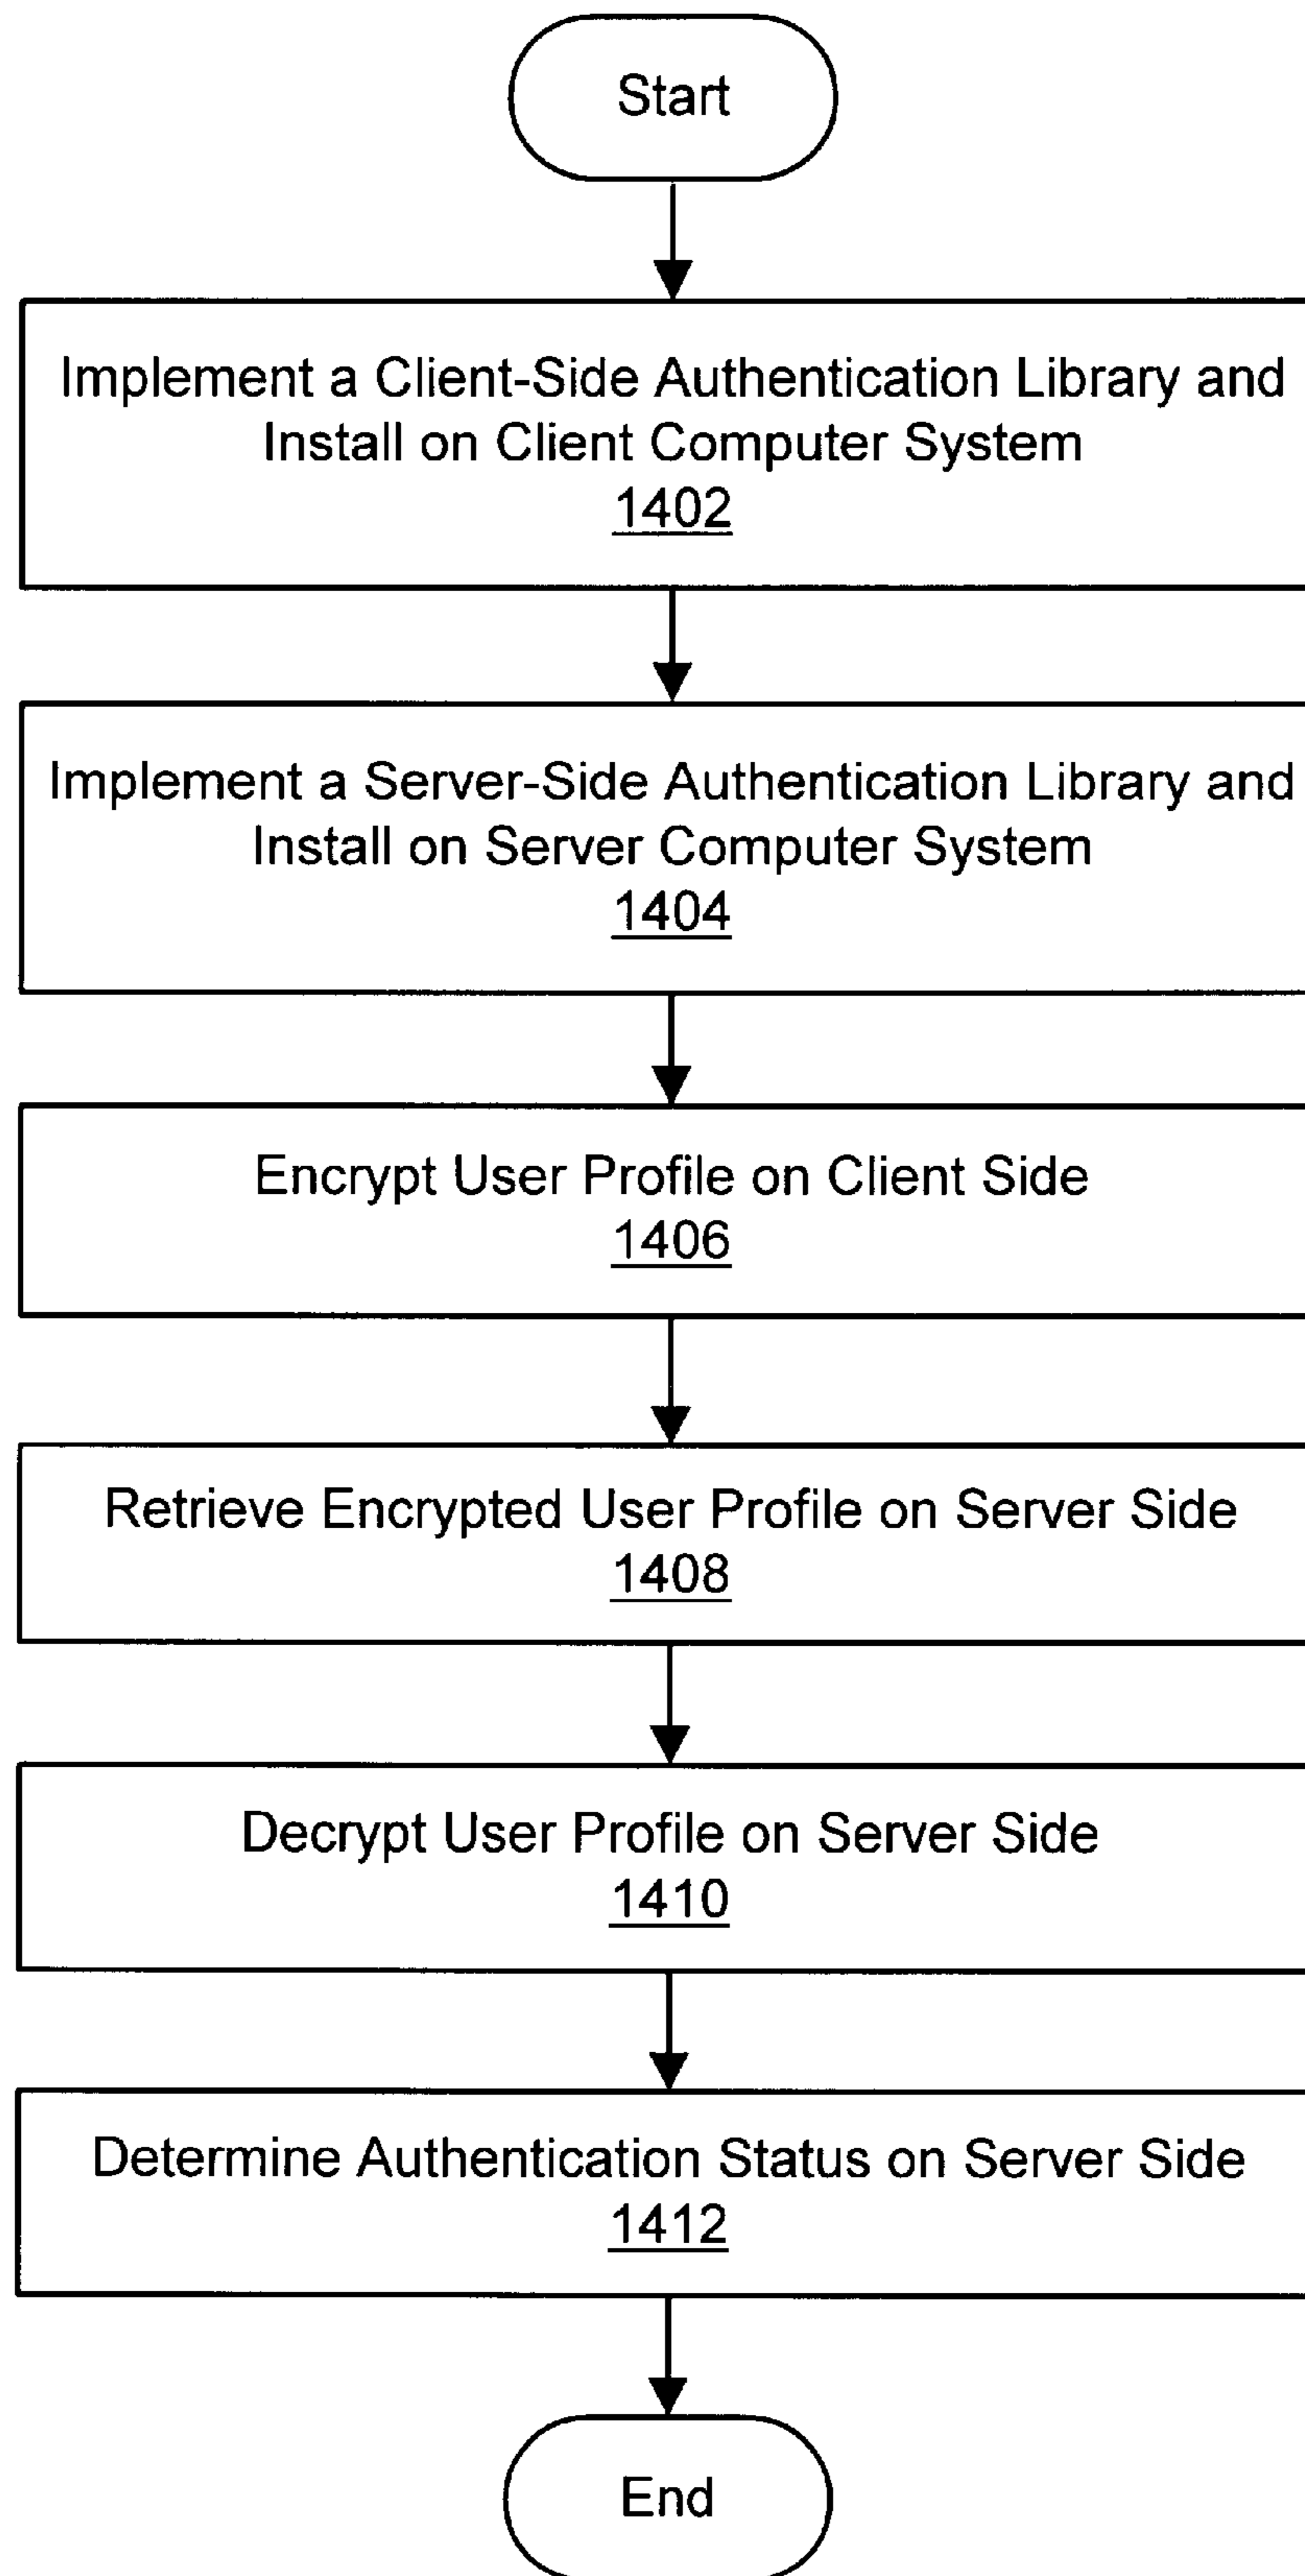 Start
Implement a Client-Side Authentication Library and
Install on Client Computer System
1402
Implement a Server-Side Authentication Library and
Install on Server Computer System
1404
Encrypt User Profile on Client Side
1406
Retrieve Encrypted User Profile on Server Side
1408
Decrypt User Profile on Server Side
1410
Determine Authentication Status on Server Side
1412
End